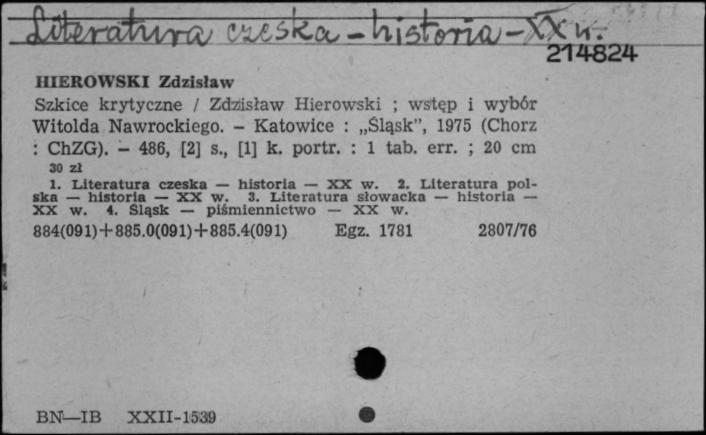 Literatura czeska – historia – XX w.
214824
HIEROWSKI Zdzisław
Szkice krytyczne / Zdzisław Hierowski ; wstęp i wybór
Witolda Nawrockiego. – Katowice : „Śląsk”, 1975 (Chorz
: ChZG). – 486, [2] s., [1] k. portr. : 1 tab. err. ; 20 cm
30 zł
1. Literatura czeska — historia — XX w. 2. Literatura pol-
ska — historia — XX w. 3. Literatura słowacka — historia —
XX w. 4. Śląsk — piśmiennictwo — XX w.
884(091)+885.0(091)+885.4(091) Egz. 1781 2807/76
BN—IB XXII-1539